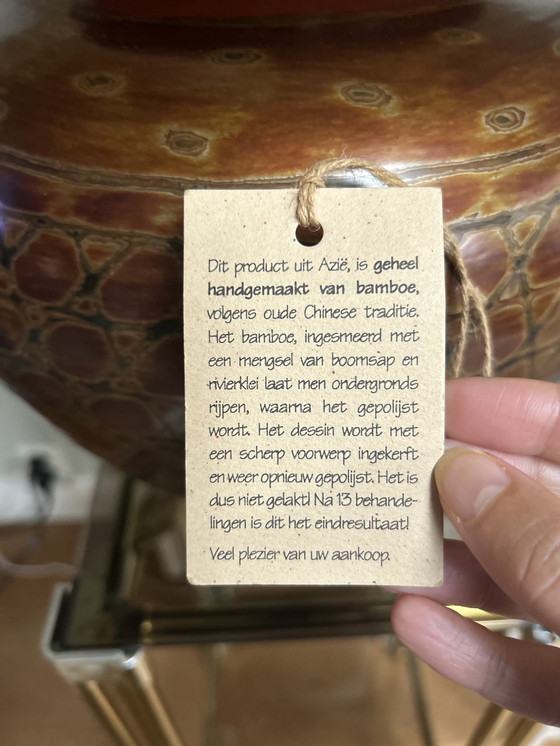 Dit product uit Azië, is geheel
handgemaakt van bamboe,
volgens oude Chinese traditie.
Het bamboe, ingesmeerd met
een mengsel van boomsap en
rivierklei laat men ondergronds
rijpen, waarna het gepolijst
wordt. Het dessin wordt met
een scherp voorwerp ingekerft
en weer opnieuw gepolijst. Het is
dus niet gelakt! Na 13 behande-
lingen is dit het eindresultaat!
Veel plezier van uw aankoop.